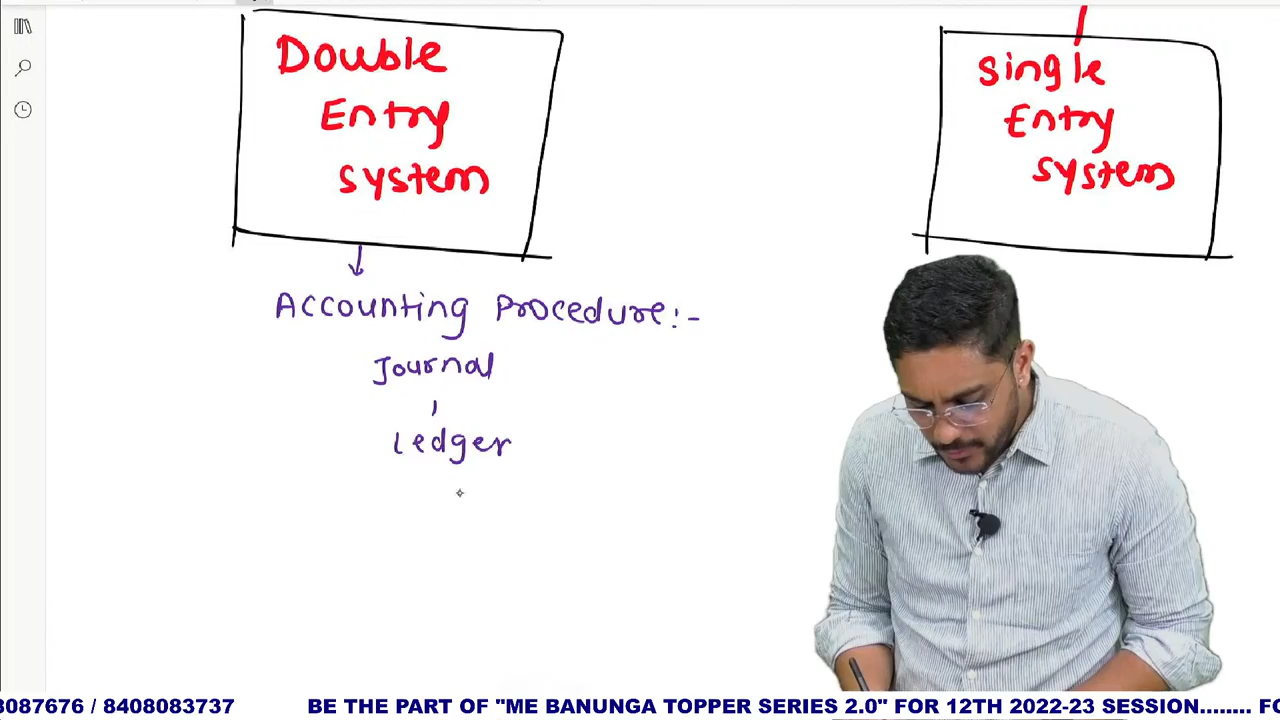 Double
Entry
system
single
Entry
system
Accounting Procedure:-
Journal
Ledger
3087676 / 8408083737 BE THE PART OF "ME BANUNGA TOPPER SERIES 2.0" FOR 12TH 2022-23 SESSION........ FO